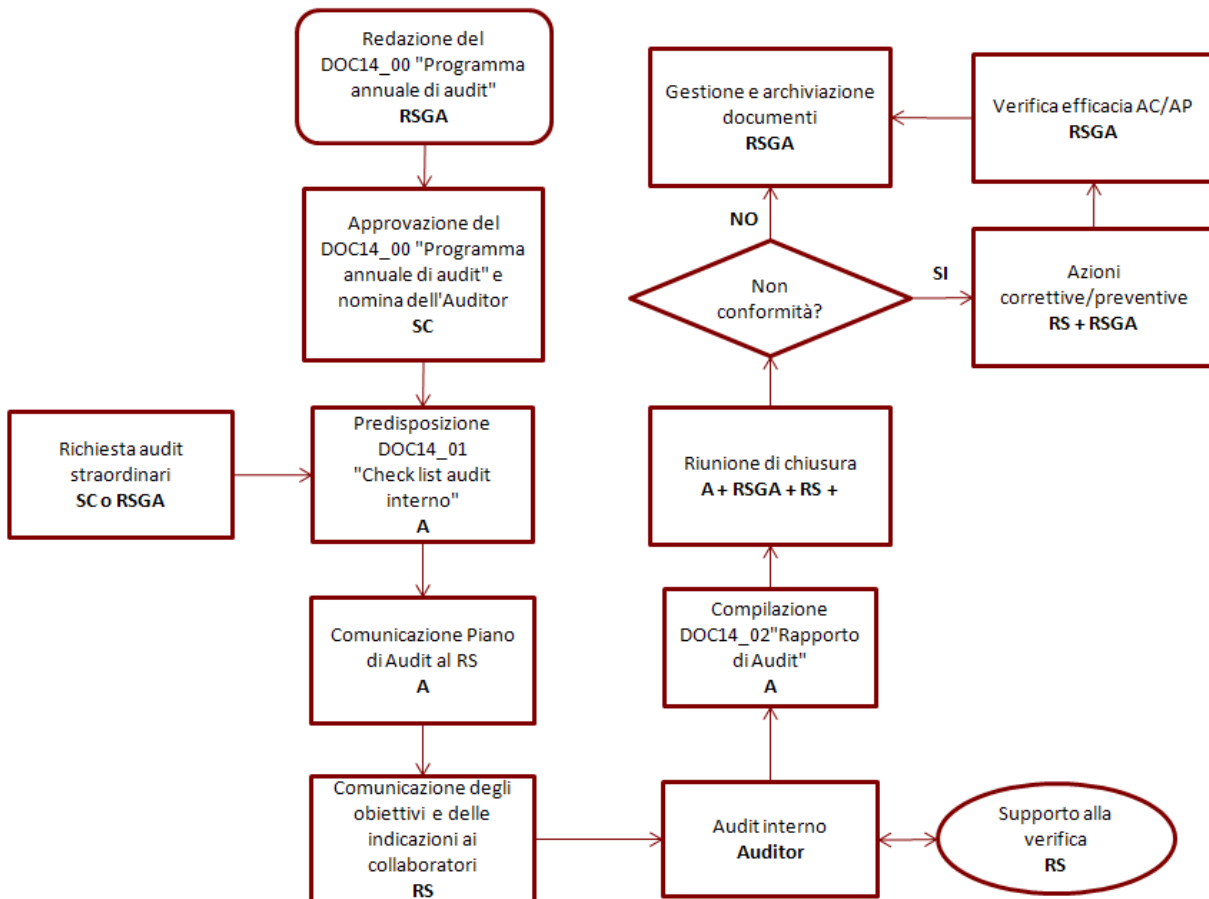 Redazione del
DOC14_00 "Programma
annuale di audit"
RSGA
Approvazione del
DOC14_00 "Programma
annuale di audit" e
nomina dell'Auditor
SC
Richiesta audit
straordinari
SC o RSGA
Predisposizione
DOC14_01
"Check list audit
interno"
A
Comunicazione Piano
di Audit al RS
A
Comunicazione degli
obiettivi e delle
indicazioni ai
collaboratori
RS
Audit interno
Auditor
Supporto alla
verifica
RS
Compilazione
DOC14_02"Rapporto
di Audit"
A
Riunione di chiusura
A + RSGA + RS +
Non
conformità?
NO
SI
Gestione e archiviazione
documenti
RSGA
Azioni
correttive/preventive
RS + RSGA
Verifica efficacia AC/AP
RSGA